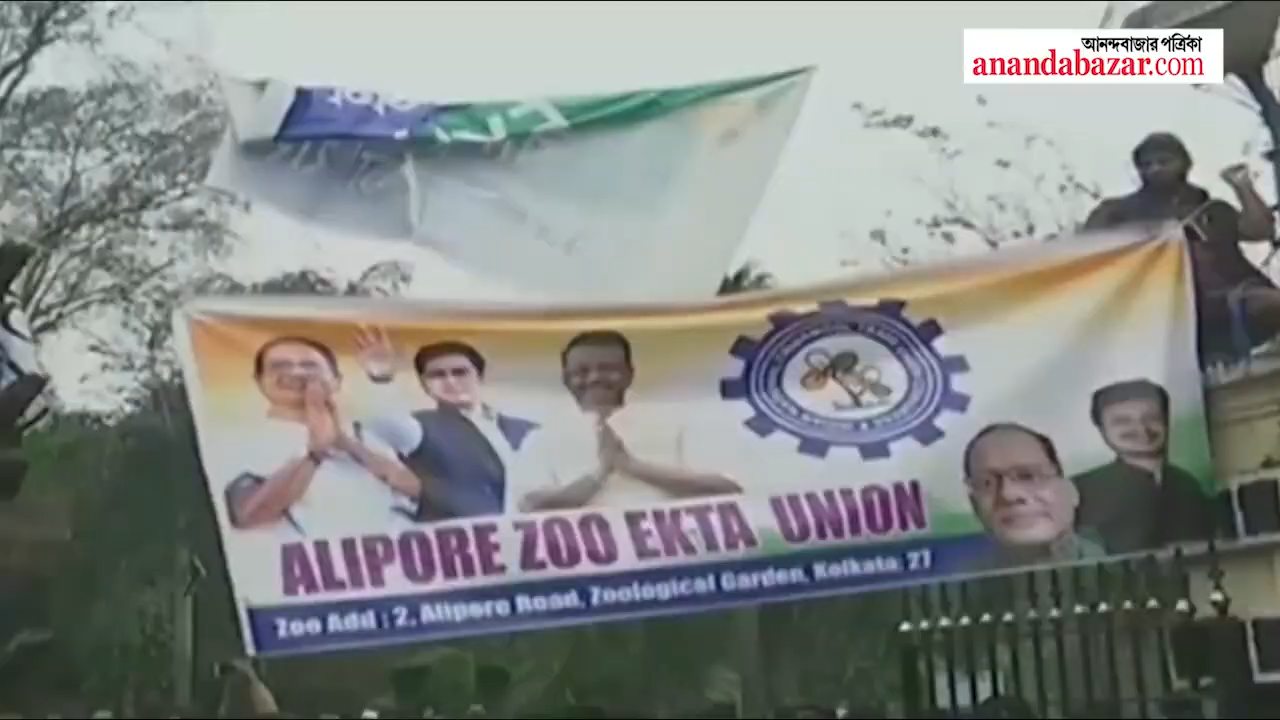 আনন্দবাজার পত্রিকা
anandabazar.com
ALIPORE ZOO EKTA UNION
Zoo Add : 2, Alipore Road, Zoological Garden, Kolkata 27